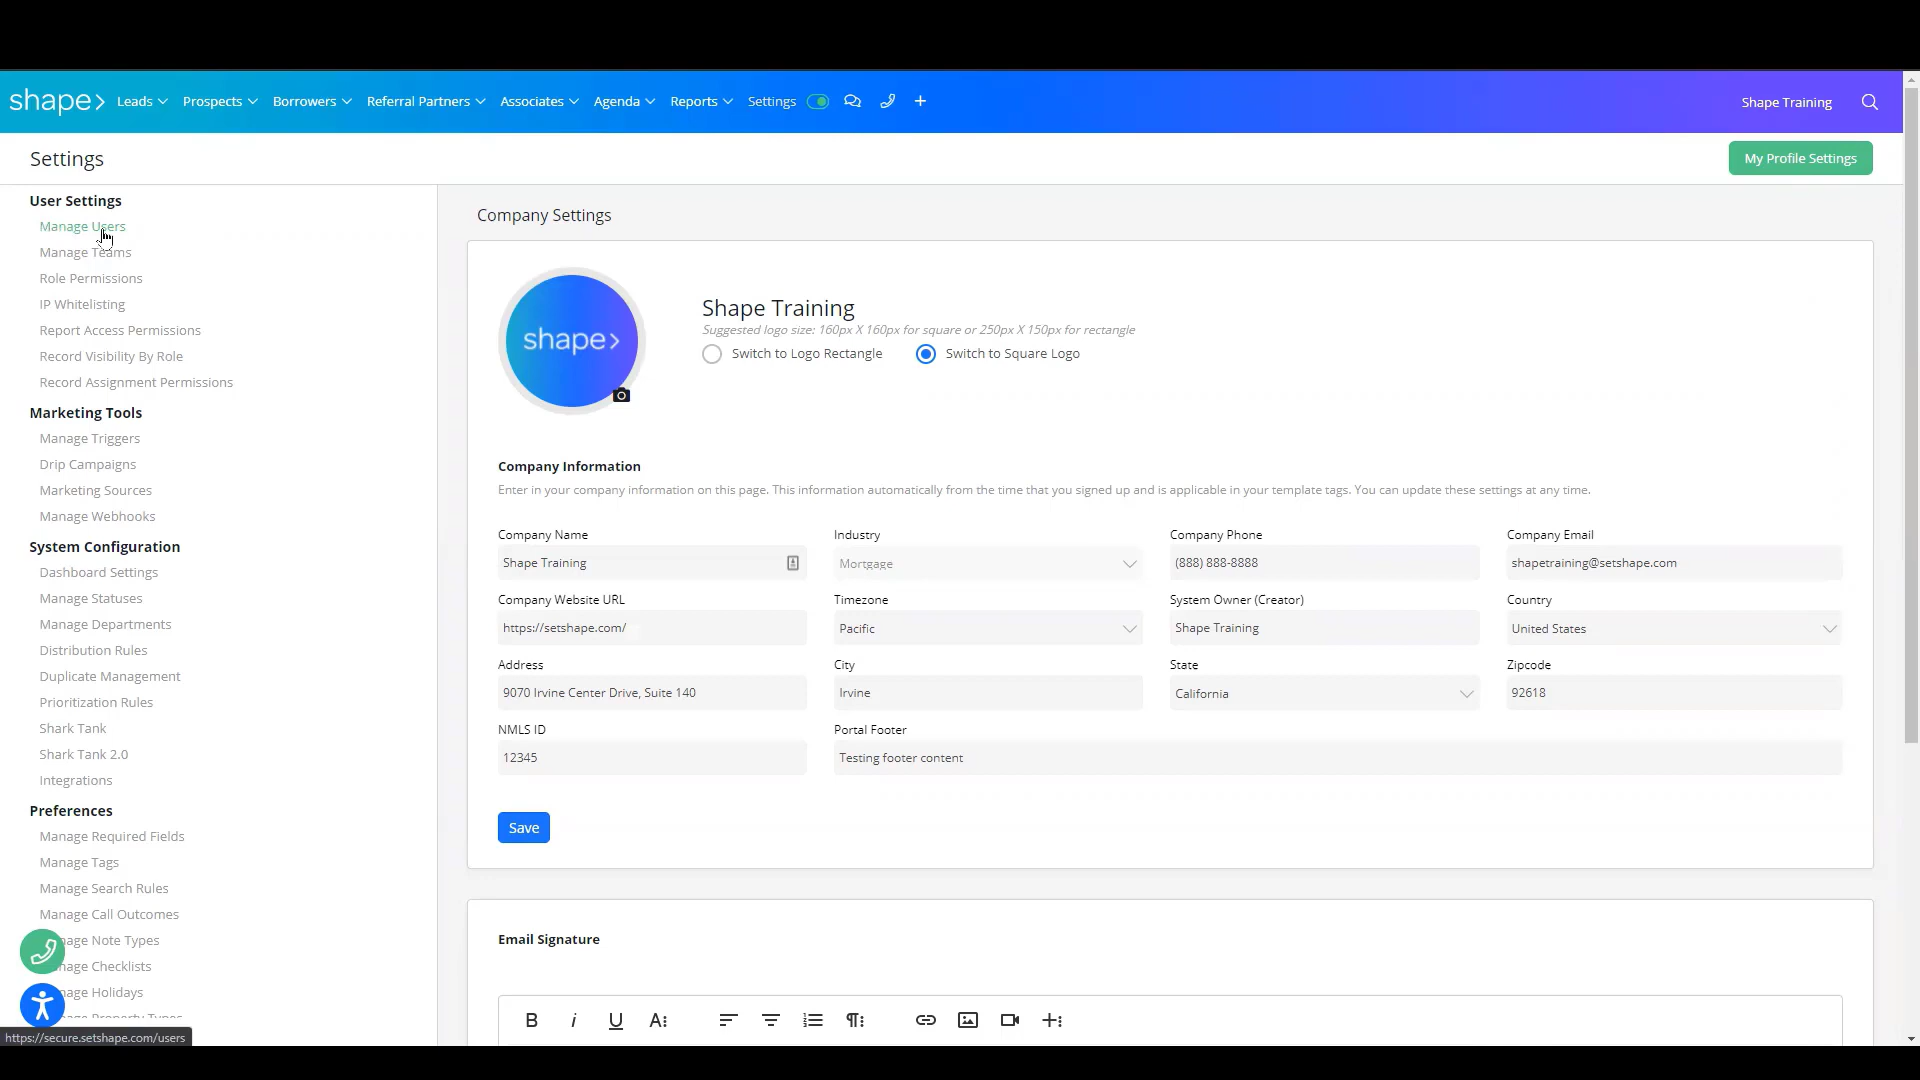 shape> Leads Prospects Borrowers Referral Partners Associates Agenda Reports Settings Shape Training
Settings
My Profile Settings
User Settings
Manage Users
Manage Teams
Role Permissions
IP Whitelisting
Report Access Permissions
Record Visibility By Role
Record Assignment Permissions
Marketing Tools
Manage Triggers
Drip Campaigns
Marketing Sources
Manage Webhooks
System Configuration
Dashboard Settings
Manage Statuses
Manage Departments
Distribution Rules
Duplicate Management
Prioritization Rules
Shark Tank
Shark Tank 2.0
Integrations
Preferences
Manage Required Fields
Manage Tags
Manage Search Rules
Manage Call Outcomes
nage Note Types
nage Checklists
nage Holidays
nage Property Types
https://secure.setshape.com/users
Company Settings
shape>
Shape Training
Suggested logo size: 160px X 160px for square or 250px X 150px for rectangle
Switch to Logo Rectangle Switch to Square Logo
Company Information
Enter in your company information on this page. This information automatically from the time that you signed up and is applicable in your template tags. You can update these settings at any time.
Company Name Industry Company Phone Company Email
Shape Training Mortgage (888) 888-8888 shapetraining@setshape.com
Company Website URL Timezone System Owner (Creator) Country
https://setshape.com/ Pacific Shape Training United States
Address City State Zipcode
9070 Irvine Center Drive, Suite 140 Irvine California 92618
NMLS ID Portal Footer
12345 Testing footer content
Save
Email Signature
B i U A